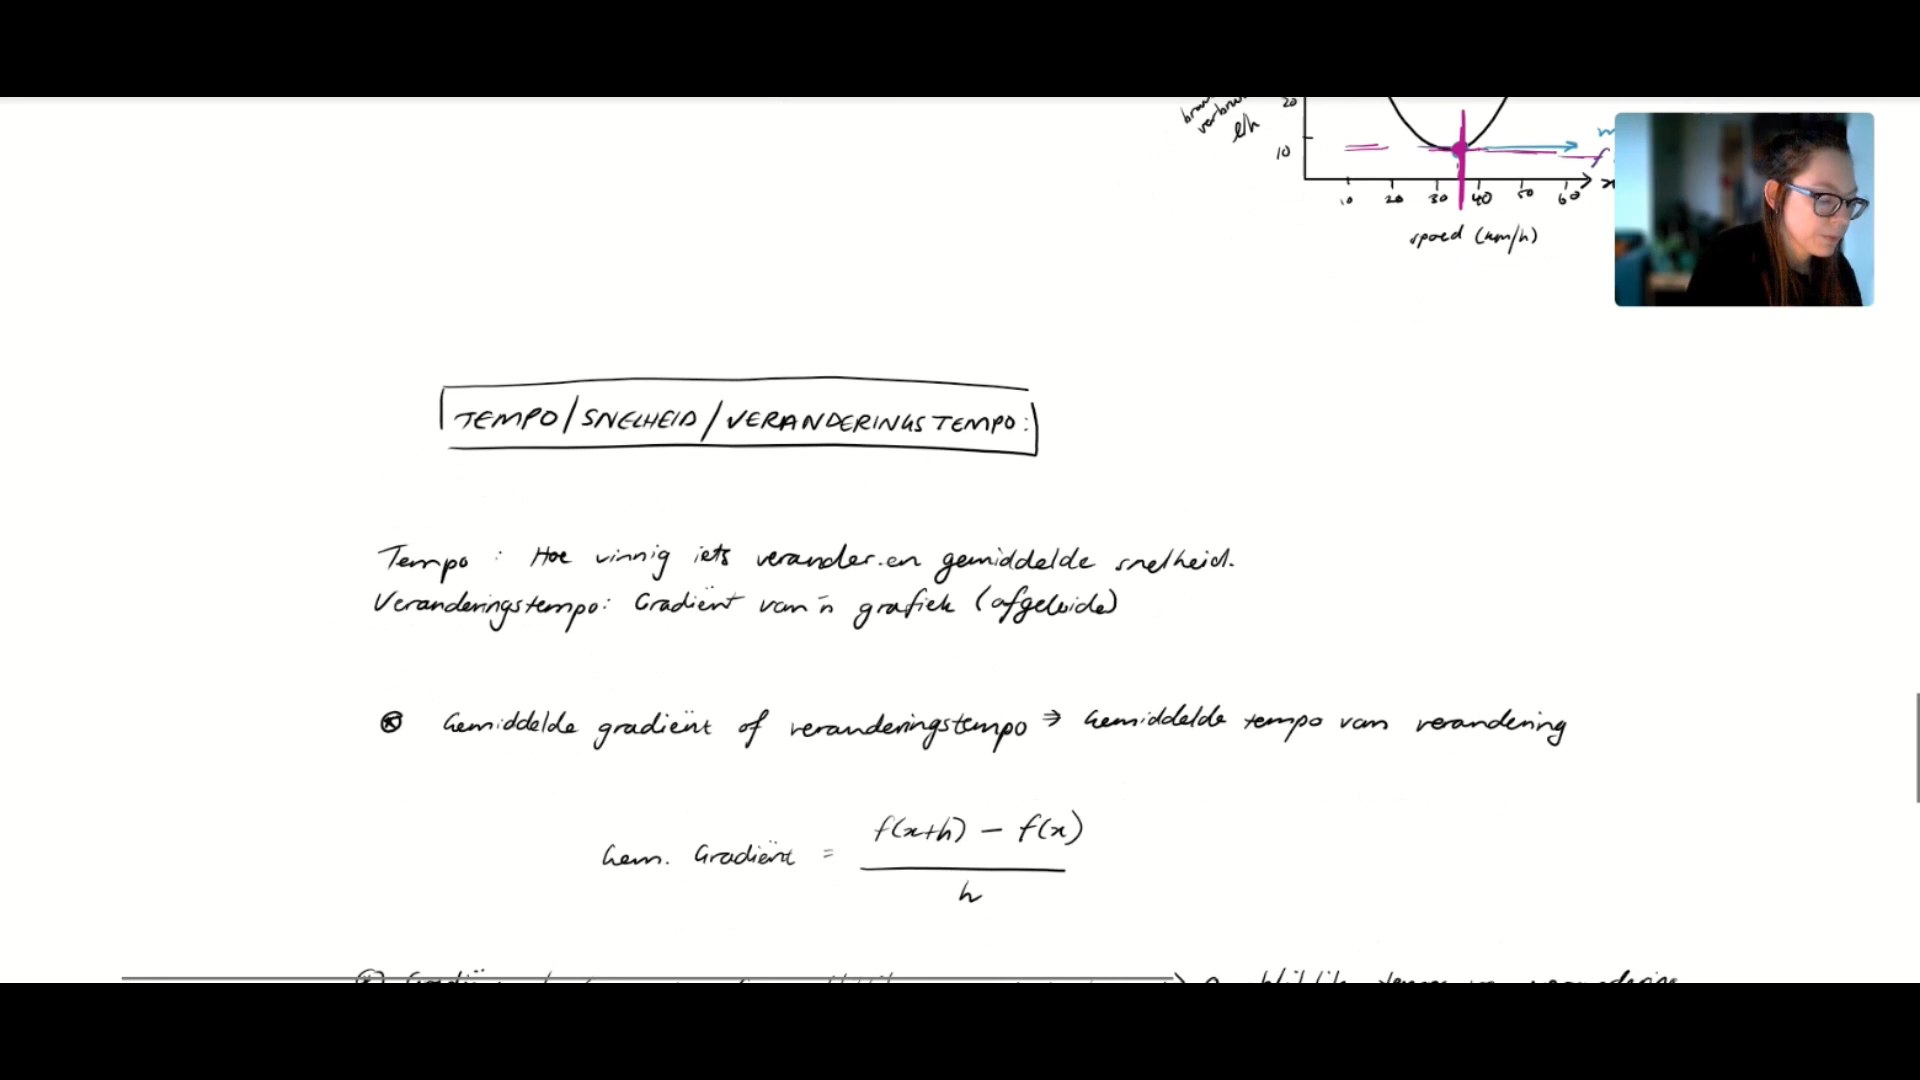 20
verbru
l/h
10
10 20 30 40 50 60
spoed (km/h)
TEMPO/SNELHEID/VERANDERINGSTEMPO:
Tempo : Hoe vinnig iets verander.en gemiddelde snelheid.
Veranderingstempo: Gradiënt van 'n grafiek (afgeleide)
Gemiddelde gradiënt of veranderingstempo ⇒ Gemiddelde tempo van verandering
f(x+h) - f(x)
Gem. Gradiënt =
h